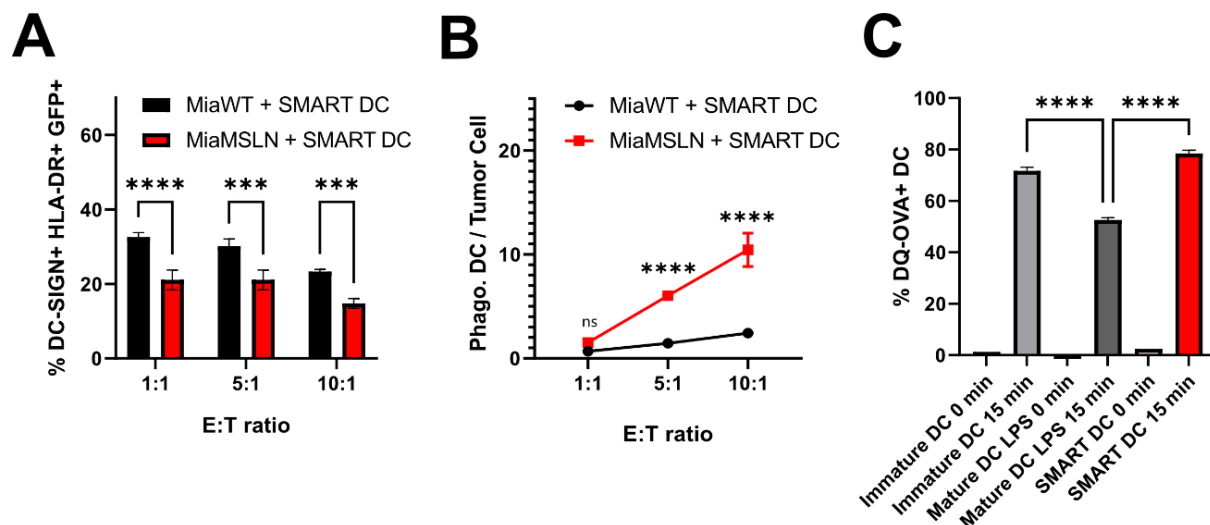 A
% DC-SIGN+ HLA-DR+ GFP+
60
40
20
0
MiaWT + SMART DC
MiaMSLN + SMART DC
****
***
***
1:1
5:1
10:1
E:T ratio
B
Phago. DC / Tumor Cell
20
10
0
MiaWT + SMART DC
MiaMSLN + SMART DC
ns
****
****
1:1
5:1
10:1
E:T ratio
C
% DQ-OVA+ DC
100
80
60
40
20
0
****
****
Immature DC 0 min
Immature DC 15 min
Mature DC LPS 0 min
Mature DC LPS 15 min
SMART DC 0 min
SMART DC 15 min